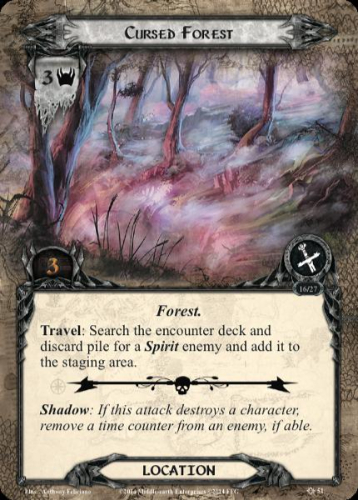 Cursed Forest
3
3
16/27
Forest.
Travel: Search the encounter deck and
discard pile for a Spirit enemy and add it to
the staging area.
Shadow: If this attack destroys a character,
remove a time counter from an enemy, if able.
LOCATION
51